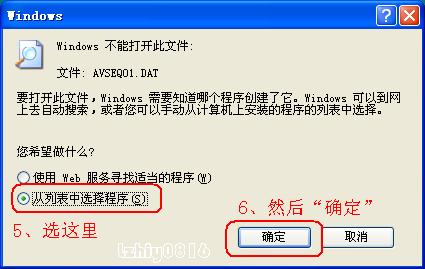 Windows
Windows 不能打开此文件:
文件: AVSEQ01.DAT
要打开此文件，Windows 需要知道哪个程序创建了它。Windows 可以到网
上去自动搜索，或者您可以手动从计算机上安装的程序的列表中选择。
您希望做什么?
使用 Web 服务寻找适当的程序(W)
从列表中选择程序(S)
5、选这里
6、然后“确定”
确定
取消
lzhiy0816